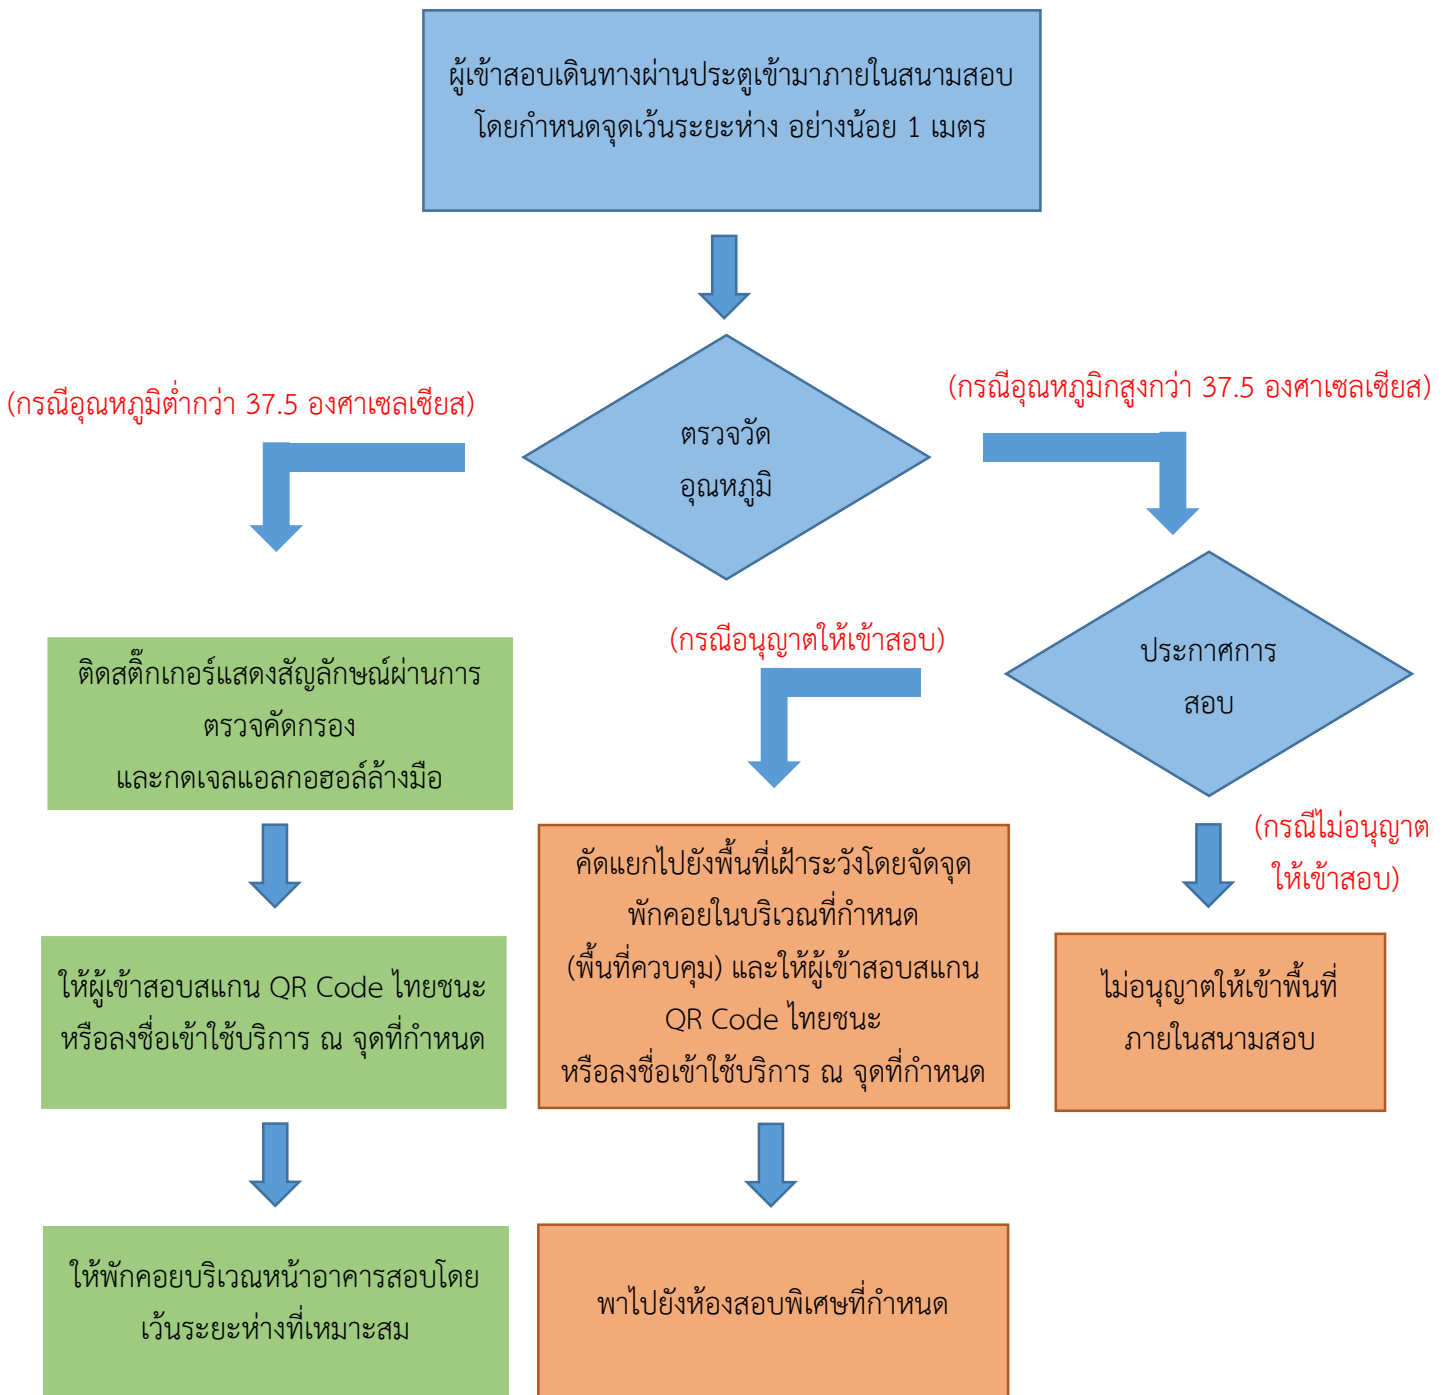 ผู้เข้าสอบเดินทางผ่านประตูเข้ามาภายในสนามสอบ
โดยกำหนดจุดเว้นระยะห่าง อย่างน้อย 1 เมตร
(กรณีอุณหภูมิต่ำกว่า 37.5 องศาเซลเซียส)
(กรณีอุณหภูมิกสูงกว่า 37.5 องศาเซลเซียส)
ตรวจวัด
อุณหภูมิ
(กรณีอนุญาตให้เข้าสอบ)
ประกาศการ
สอบ
ติดสติ๊กเกอร์แสดงสัญลักษณ์ผ่านการ
ตรวจคัดกรอง
และกดเจลแอลกอฮอล์ล้างมือ
(กรณีไม่อนุญาต
ให้เข้าสอบ)
คัดแยกไปยังพื้นที่เฝ้าระวังโดยจัดจุด
พักคอยในบริเวณที่กำหนด
(พื้นที่ควบคุม) และให้ผู้เข้าสอบสแกน
QR Code ไทยชนะ
หรือลงชื่อเข้าใช้บริการ ณ จุดที่กำหนด
ให้ผู้เข้าสอบสแกน QR Code ไทยชนะ
หรือลงชื่อเข้าใช้บริการ ณ จุดที่กำหนด
ไม่อนุญาตให้เข้าพื้นที่
ภายในสนามสอบ
ให้พักคอยบริเวณหน้าอาคารสอบโดย
เว้นระยะห่างที่เหมาะสม
พาไปยังห้องสอบพิเศษที่กำหนด